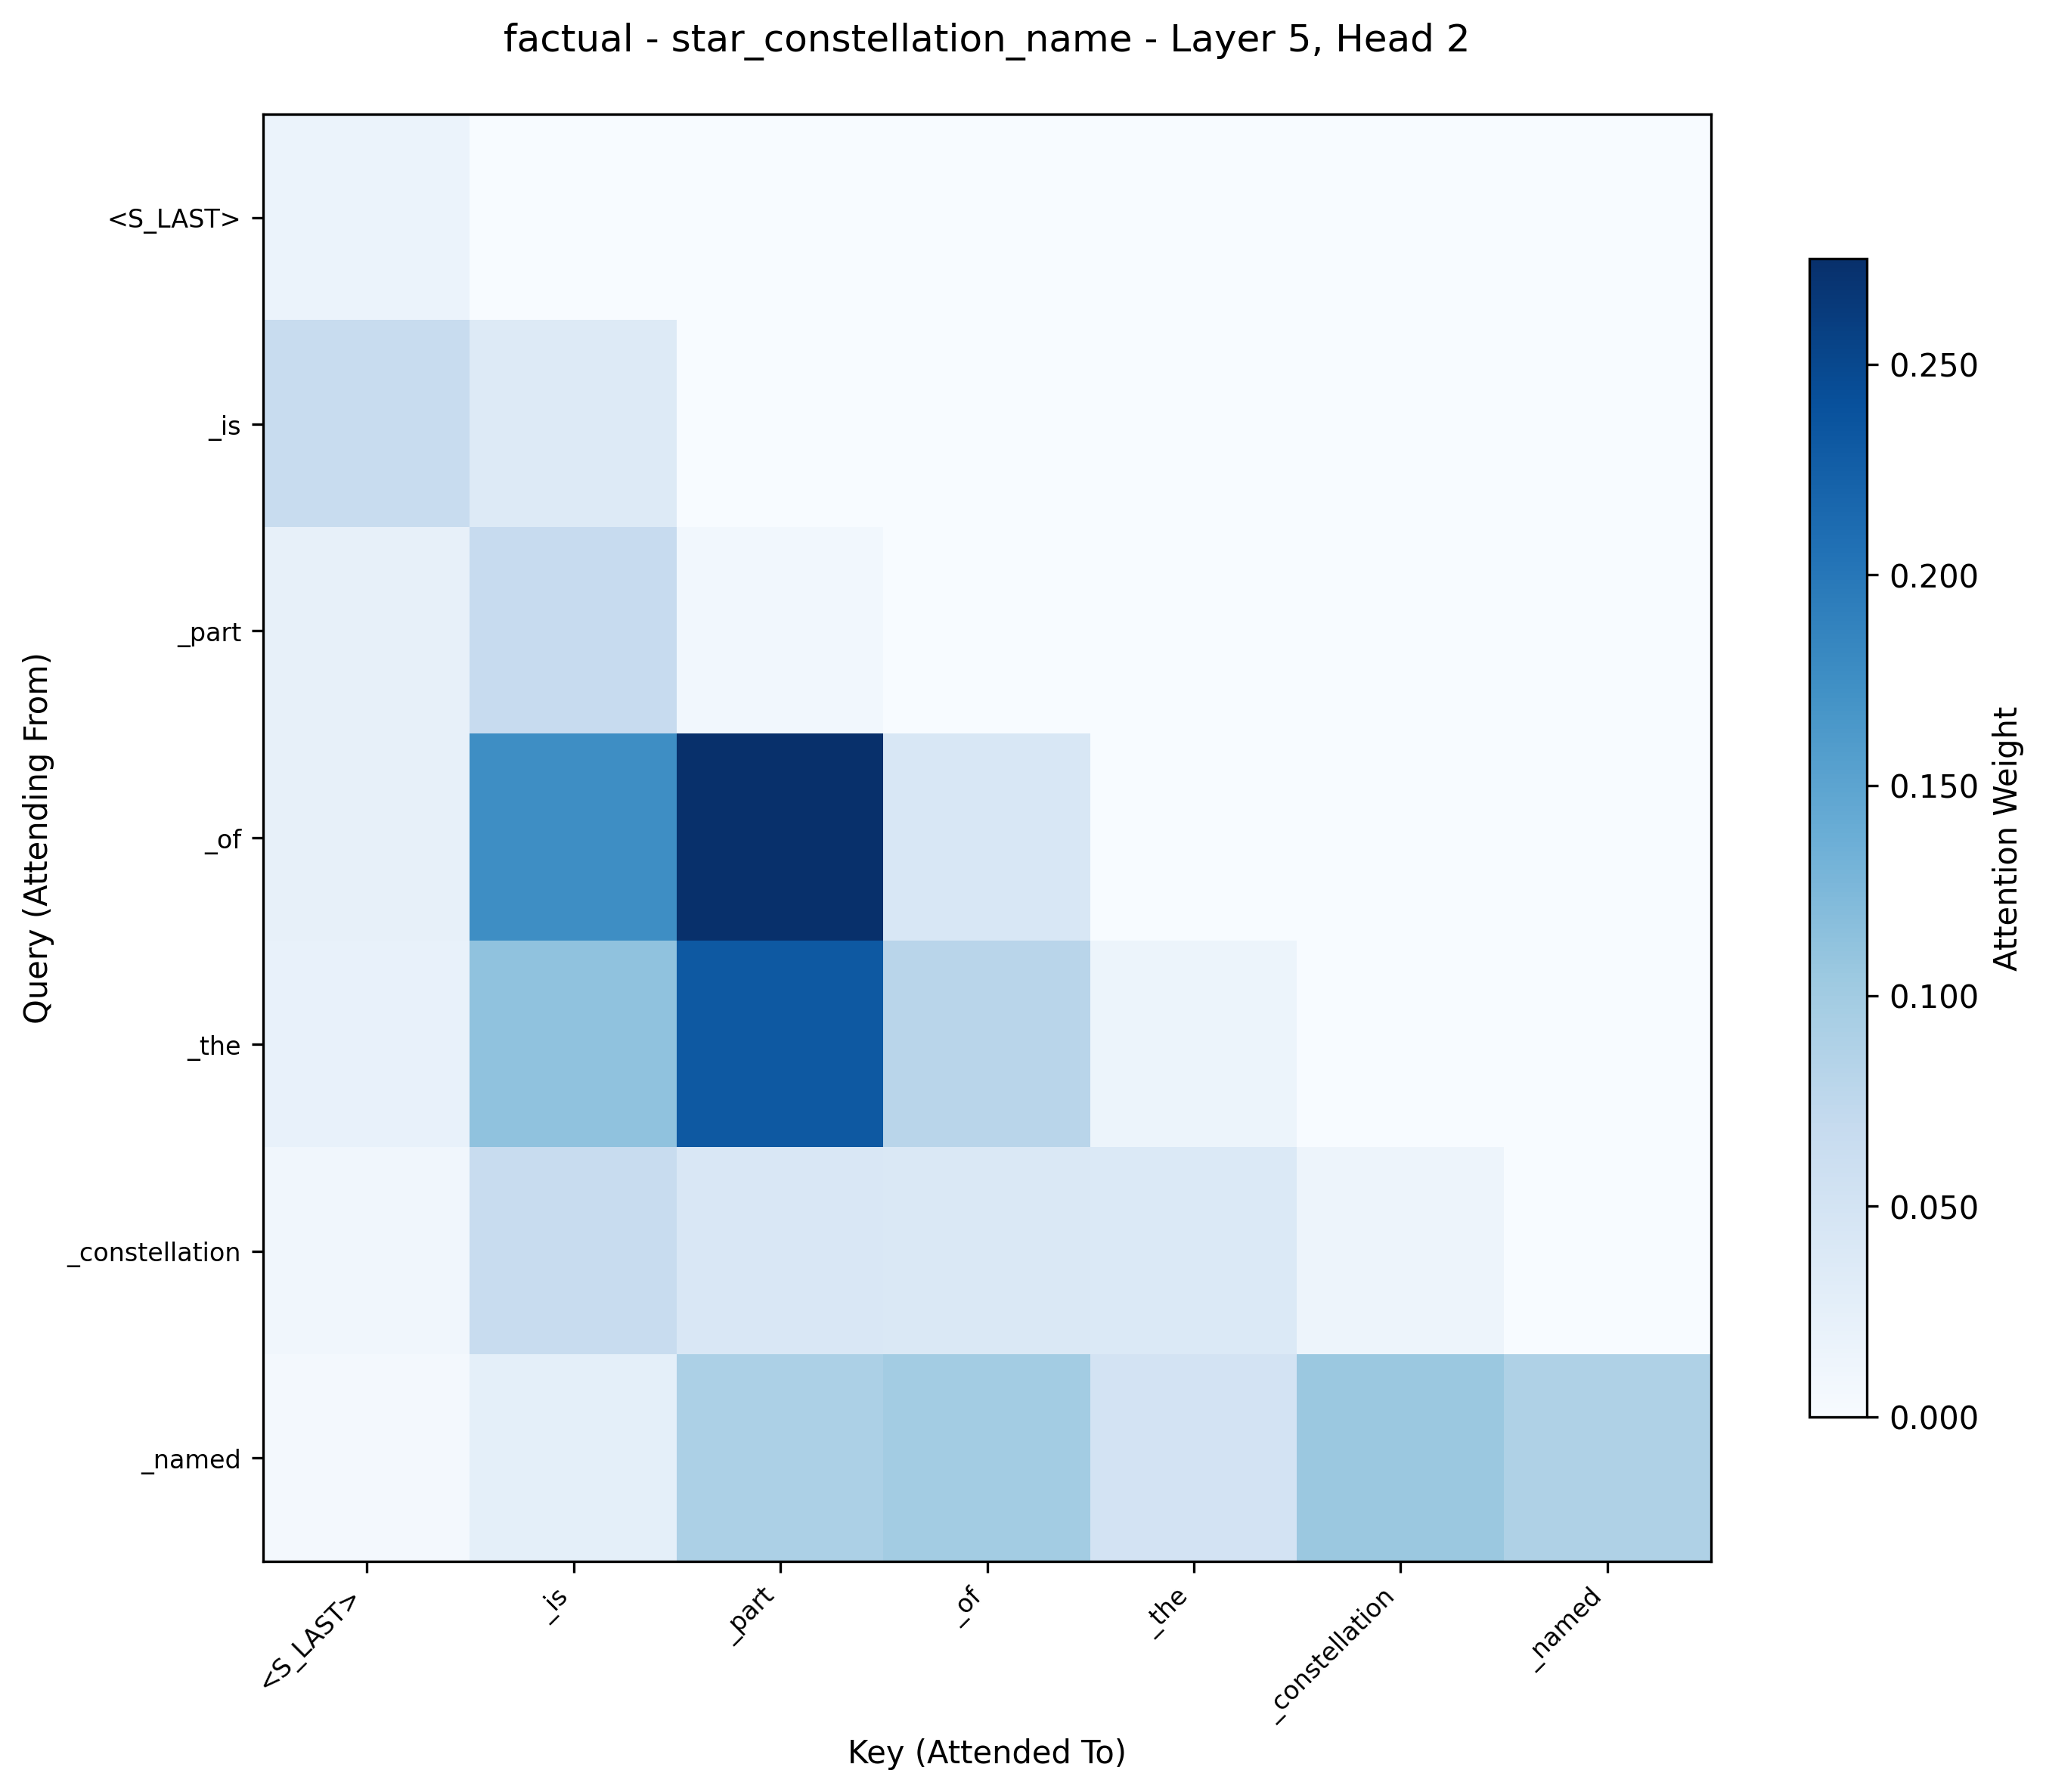 factual - star_constellation_name - Layer 5, Head 2
Query (Attending From)
<S_LAST>
_is
_part
_of
_the
_constellation
_named
<S_LAST>
_is
_part
_of
_the
_constellation
_named
Key (Attended To)
0.250
0.200
0.150
0.100
0.050
0.000
Attention Weight